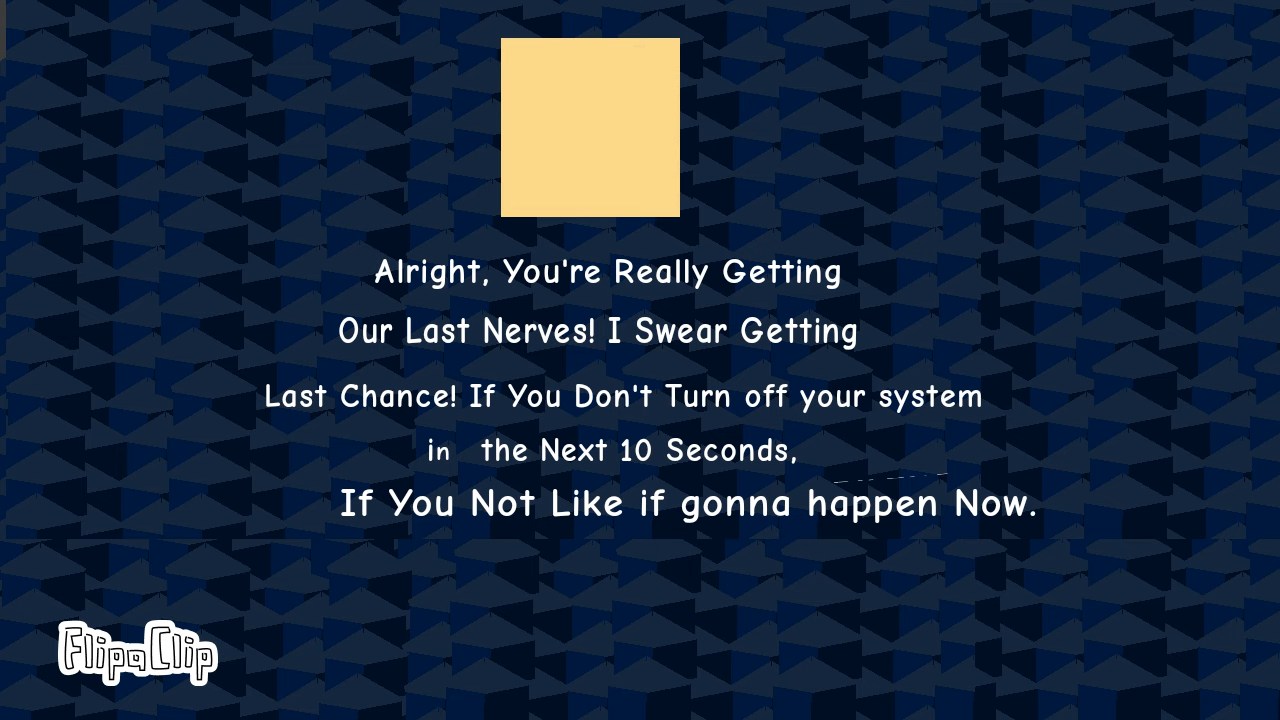 Alright, You're Really Getting
Our Last Nerves! I Swear Getting
Last Chance! If You Don't Turn off your system
in the Next 10 Seconds,
If You Not Like if gonna happen Now.
FlipaClip